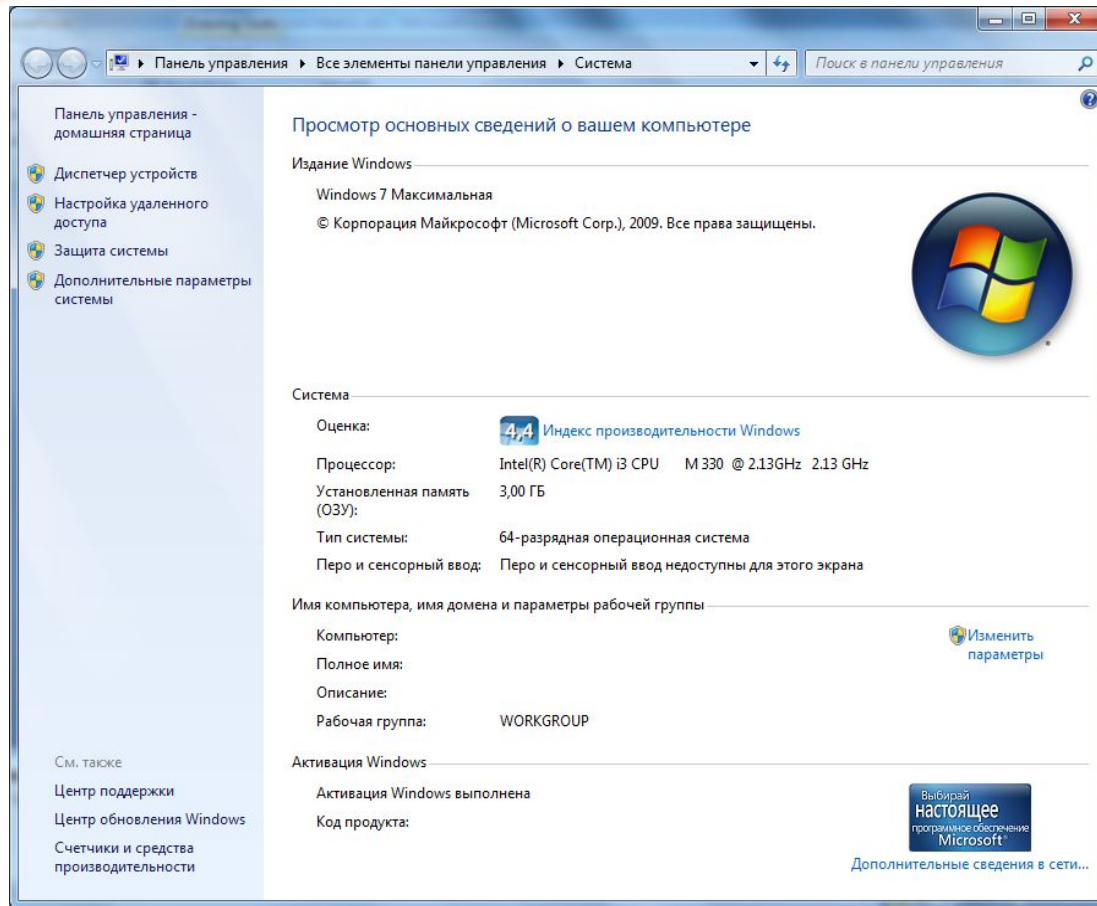 Панель управления ▸ Все элементы панели управления ▸ Система
Поиск в панели управления
Панель управления -
домашняя страница
Диспетчер устройств
Настройка удаленного
доступа
Защита системы
Дополнительные параметры
системы
См. также
Центр поддержки
Центр обновления Windows
Счетчики и средства
производительности
Просмотр основных сведений о вашем компьютере
Издание Windows
Windows 7 Максимальная
© Корпорация Майкрософт (Microsoft Corp.), 2009. Все права защищены.
Система
Оценка: 4,4 Индекс производительности Windows
Процессор: Intel(R) Core(TM) i3 CPU M 330 @ 2.13GHz 2.13 GHz
Установленная память 3,00 ГБ
(ОЗУ):
Тип системы: 64-разрядная операционная система
Перо и сенсорный ввод: Перо и сенсорный ввод недоступны для этого экрана
Имя компьютера, имя домена и параметры рабочей группы
Компьютер: Изменить
параметры
Полное имя:
Описание:
Рабочая группа: WORKGROUP
Активация Windows
Активация Windows выполнена
Код продукта:
Выбирай
настоящее
программное обеспечение
Microsoft®
Дополнительные сведения в сети...